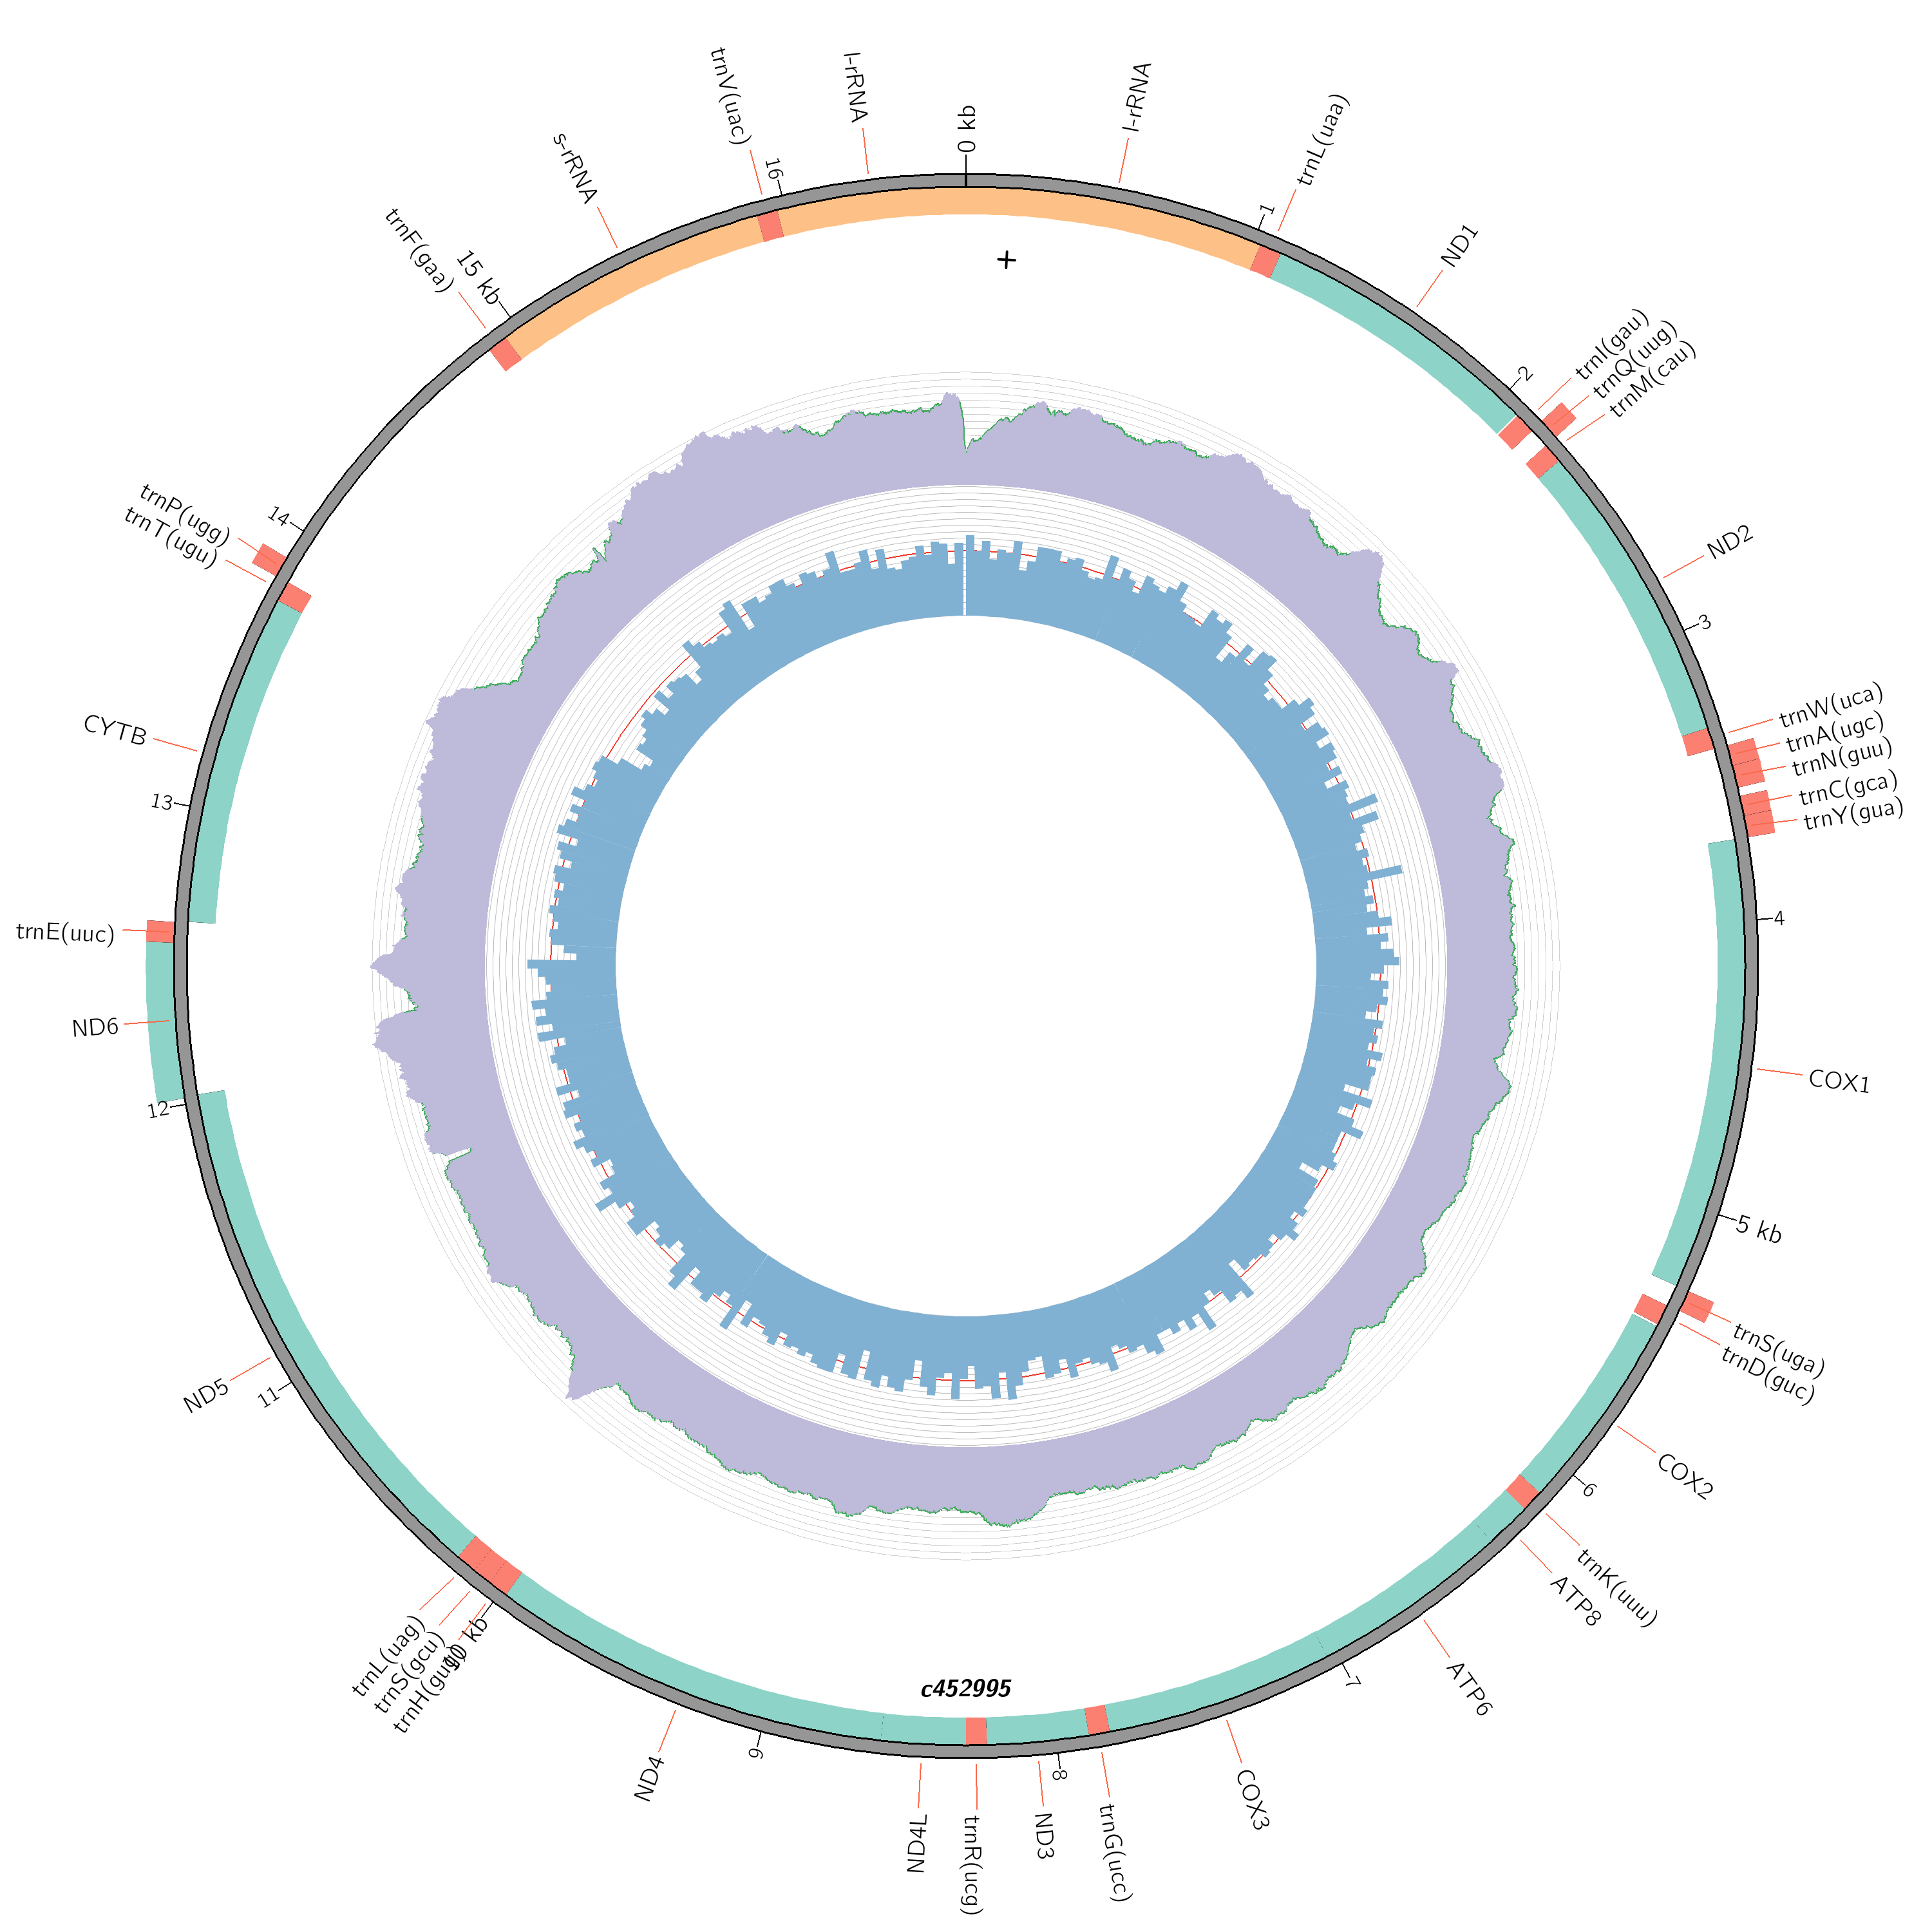 0 kb
l-rRNA
1
trnL(uaa)
ND1
2
trnI(gau)
trnQ(uug)
trnM(cau)
ND2
3
trnW(uca)
trnA(ugc)
trnN(guu)
trnC(gca)
trnY(gua)
4
COX1
5 kb
trnS(uga)
trnD(guc)
COX2
6
trnK(uuu)
ATP8
ATP6
7
COX3
trnG(ucc)
8
ND3
trnR(ucg)
ND4L
9
ND4
10 kb
trnH(gug)
trnS(gcu)
trnL(uag)
11
ND5
12
ND6
trnE(uuc)
13
CYTB
trnT(ugu)
trnP(ugg)
14
trnF(gaa)
15 kb
s-rRNA
trnV(uac)
16
l-rRNA
+
c452995